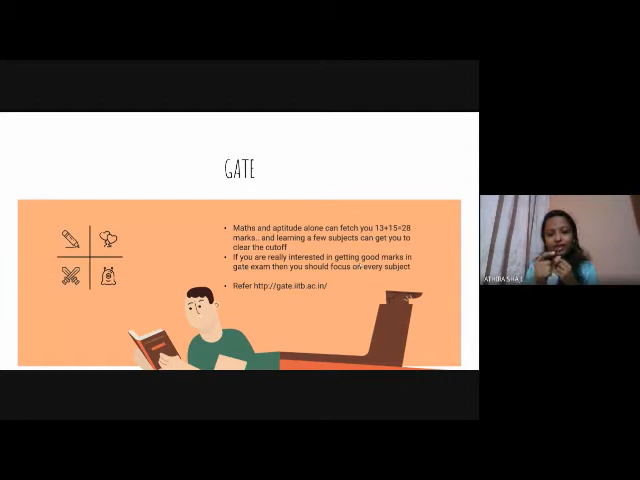 GATE
• Maths and aptitude alone can fetch you 13+15=28
marks.. and learning a few subjects can get you to
clear the cutoff
• If you are really interested in getting good marks in
gate exam then you should focus on every subject
• Refer http://gate.iitb.ac.in/
ATHIRA SHAJI